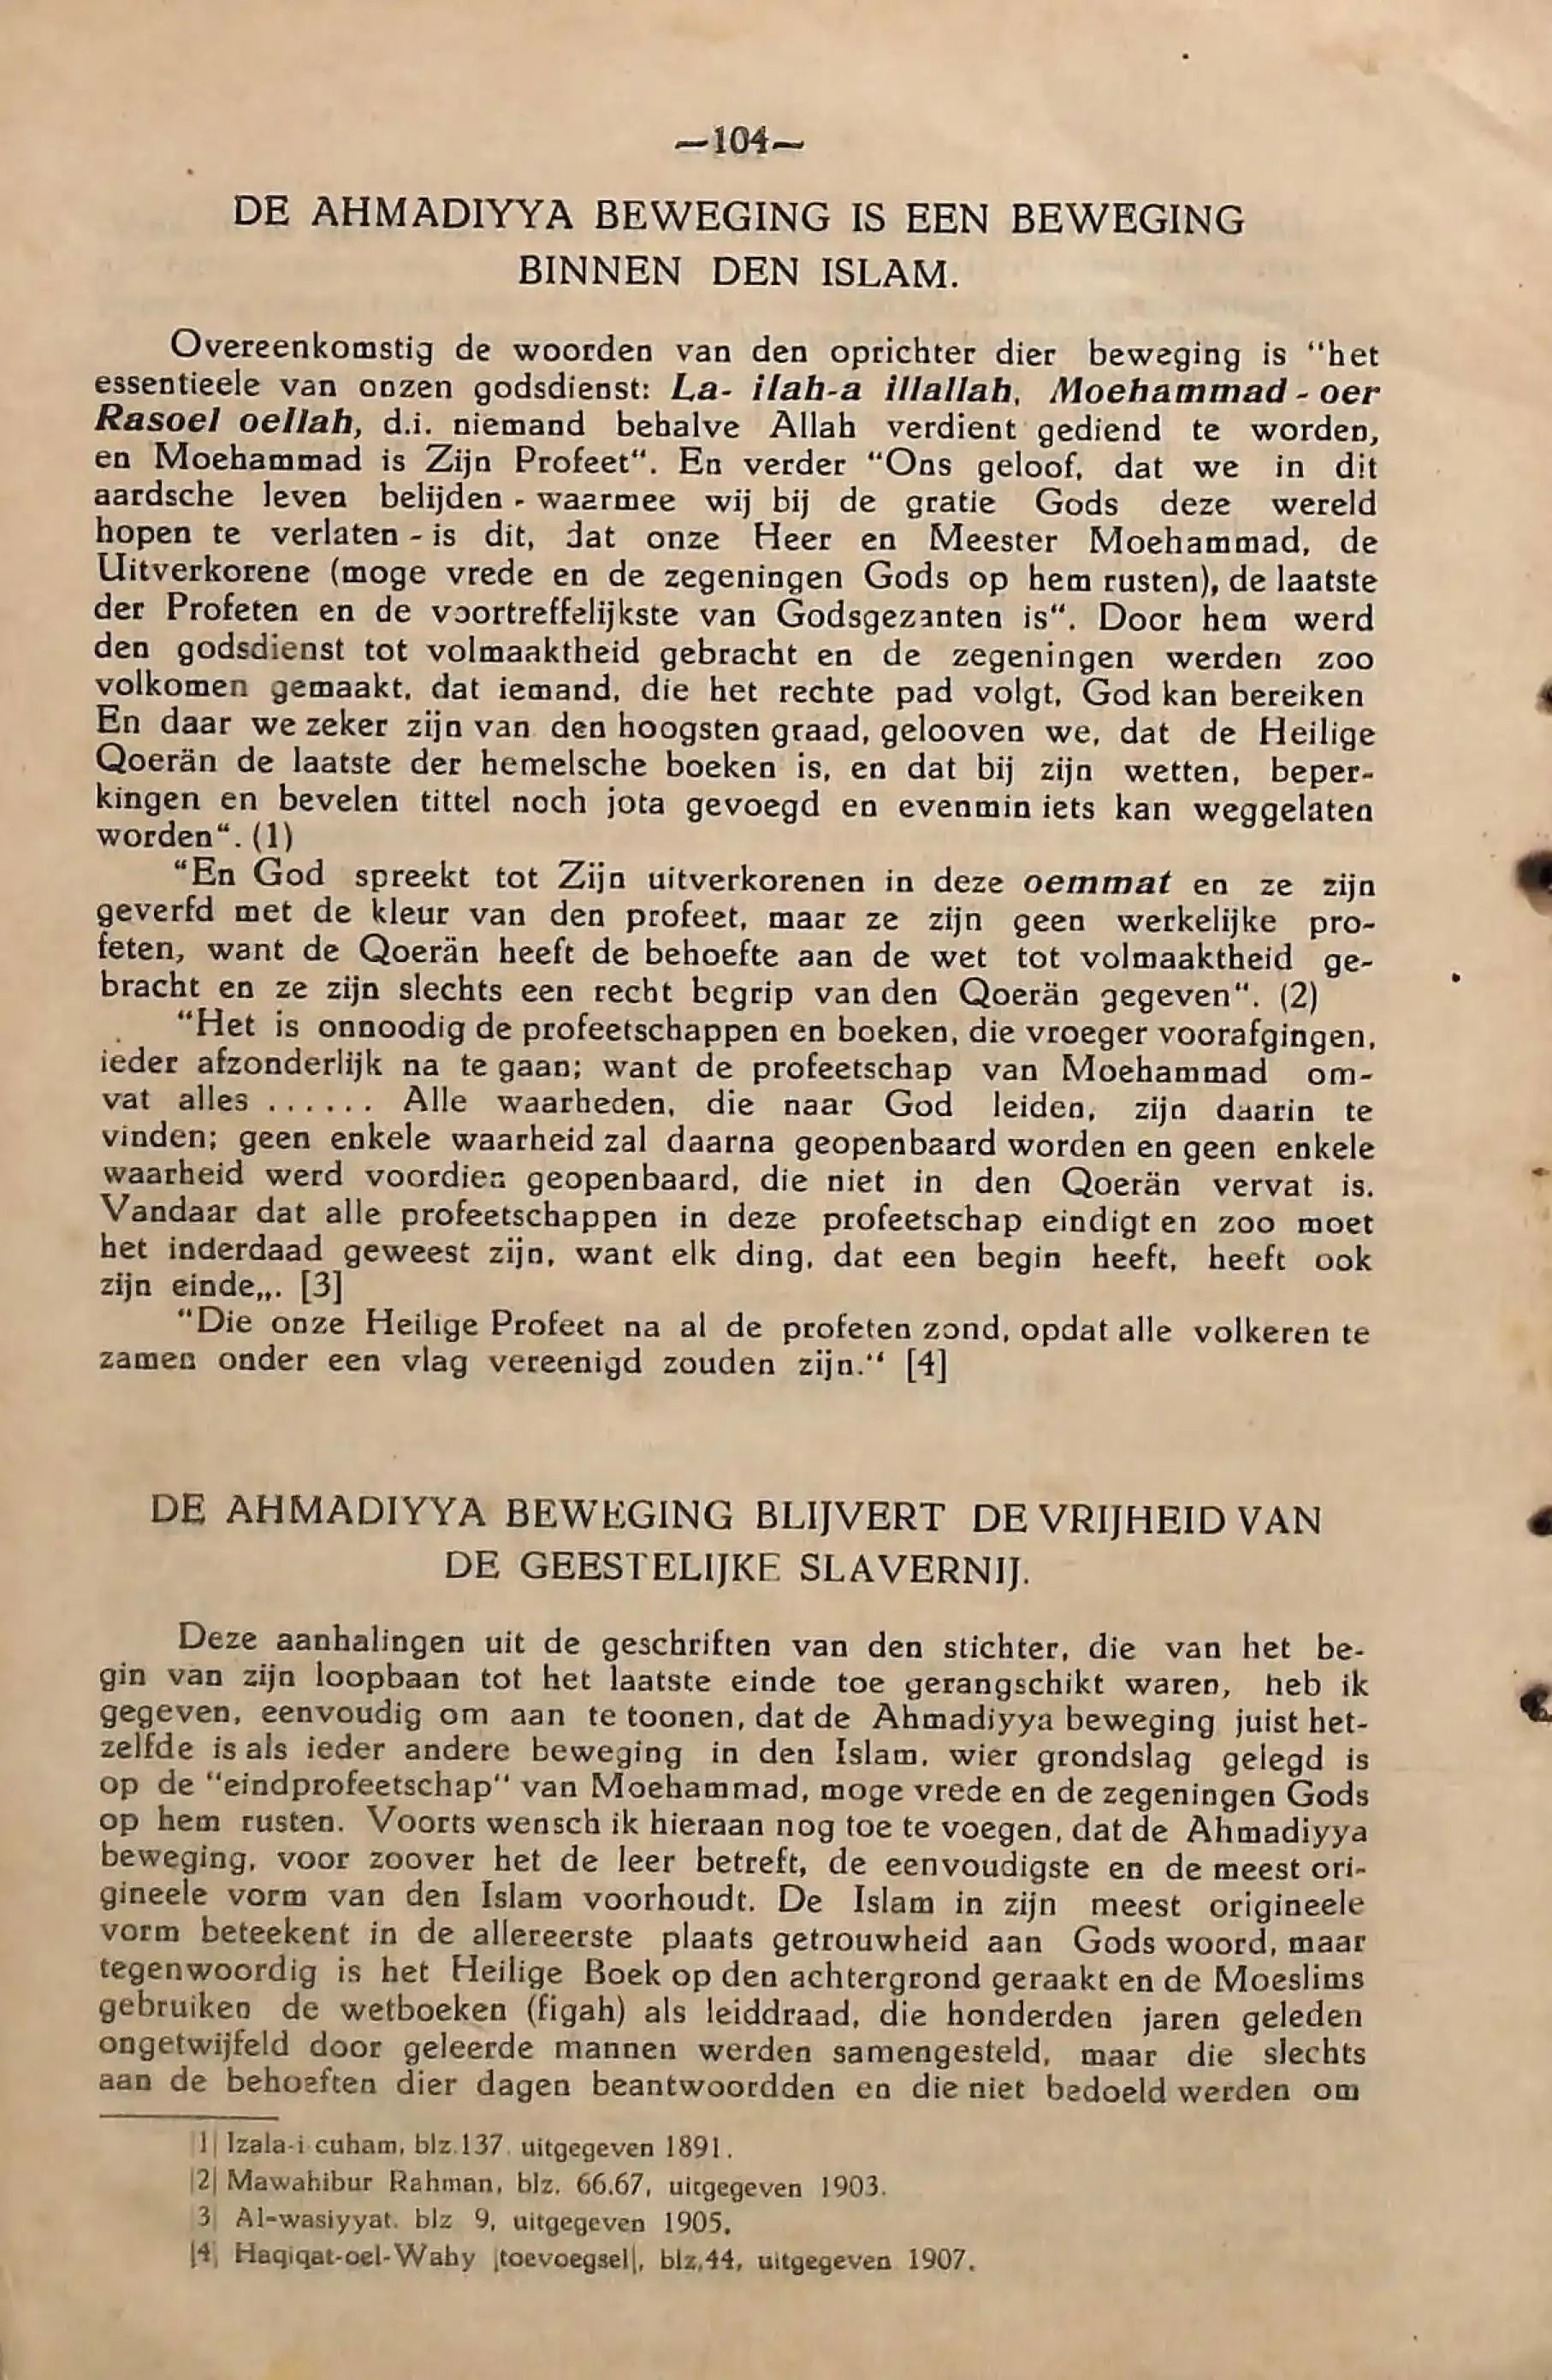 —104—
DE AHMADIYYA BEWEGING IS EEN BEWEGING
BINNEN DEN ISLAM.
Overeenkomstig de woorden van den oprichter dier beweging is "het
essentieele van onzen godsdienst: La- ilah-a illallah, Moehammad - oer
Rasoel oellah, d.i. niemand behalve Allah verdient gediend te worden,
en Moehammad is Zijn Profeet". En verder "Ons geloof, dat we in dit
aardsche leven belijden - waarmee wij bij de gratie Gods deze wereld
hopen te verlaten - is dit, dat onze Heer en Meester Moehammad, de
Uitverkorene (moge vrede en de zegeningen Gods op hem rusten), de laatste
der Profeten en de voortreffelijkste van Godsgezanten is". Door hem werd
den godsdienst tot volmaaktheid gebracht en de zegeningen werden zoo
volkomen gemaakt, dat iemand, die het rechte pad volgt, God kan bereiken
En daar we zeker zijn van den hoogsten graad, gelooven we, dat de Heilige
Qoerän de laatste der hemelsche boeken is, en dat bij zijn wetten, beper-
kingen en bevelen tittel noch jota gevoegd en evenmin iets kan weggelaten
worden". (1)
"En God spreekt tot Zijn uitverkorenen in deze oemmat en ze zijn
geverfd met de kleur van den profeet, maar ze zijn geen werkelijke pro-
feten, want de Qoerän heeft de behoefte aan de wet tot volmaaktheid ge-
bracht en ze zijn slechts een recht begrip van den Qoerän gegeven". (2)
"Het is onnoodig de profeetschappen en boeken, die vroeger voorafgingen,
ieder afzonderlijk na te gaan; want de profeetschap van Moehammad om-
vat alles ...... Alle waarheden, die naar God leiden, zijn daarin te
vinden; geen enkele waarheid zal daarna geopenbaard worden en geen enkele
waarheid werd voordien geopenbaard, die niet in den Qoerän vervat is.
Vandaar dat alle profeetschappen in deze profeetschap eindigt en zoo moet
het inderdaad geweest zijn, want elk ding, dat een begin heeft, heeft ook
zijn einde„. [3]
"Die onze Heilige Profeet na al de profeten zond, opdat alle volkeren te
zamen onder een vlag vereenigd zouden zijn." [4]
DE AHMADIYYA BEWEGING BLIJVERT DE VRIJHEID VAN
DE GEESTELIJKE SLAVERNIJ.
Deze aanhalingen uit de geschriften van den stichter, die van het be-
gin van zijn loopbaan tot het laatste einde toe gerangschikt waren, heb ik
gegeven, eenvoudig om aan te toonen, dat de Ahmadiyya beweging juist het-
zelfde is als ieder andere beweging in den Islam, wier grondslag gelegd is
op de "eindprofeetschap" van Moehammad, moge vrede en de zegeningen Gods
op hem rusten. Voorts wensch ik hieraan nog toe te voegen, dat de Ahmadiyya
beweging, voor zoover het de leer betreft, de eenvoudigste en de meest ori-
gineele vorm van den Islam voorhoudt. De Islam in zijn meest origineele
vorm beteekent in de allereerste plaats getrouwheid aan Gods woord, maar
tegenwoordig is het Heilige Boek op den achtergrond geraakt en de Moeslims
gebruiken de wetboeken (figah) als leiddraad, die honderden jaren geleden
ongetwijfeld door geleerde mannen werden samengesteld, maar die slechts
aan de behoeften dier dagen beantwoordden en die niet bedoeld werden om
1| Izala-i cuham, blz.137. uitgegeven 1891.
|2| Mawahibur Rahman, blz. 66.67, uitgegeven 1903.
3| Al-wasiyyat. blz 9, uitgegeven 1905.
|4| Haqiqat-oel-Wahy |toevoegsel|, blz.44, uitgegeven 1907.